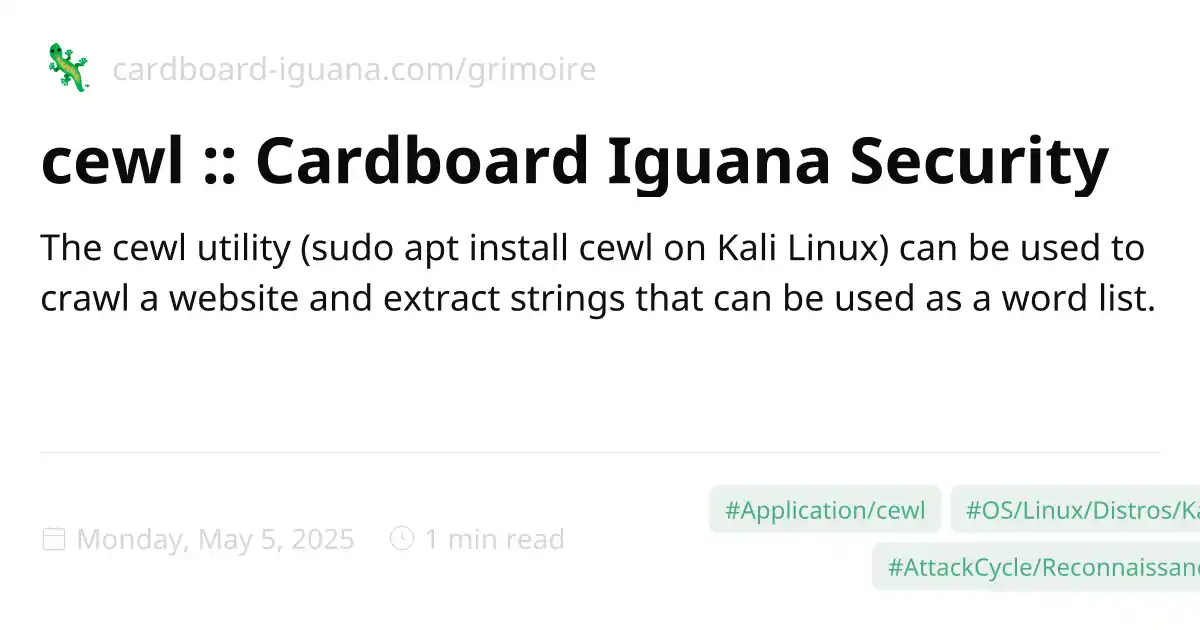 cardboard-iguana.com/grimoire
cewl :: Cardboard Iguana Security
The cewl utility (sudo apt install cewl on Kali Linux) can be used to
crawl a website and extract strings that can be used as a word list.
#Application/cewl #OS/Linux/Distros/Ka
Monday, May 5, 2025 1 min read
#AttackCycle/Reconnaissan